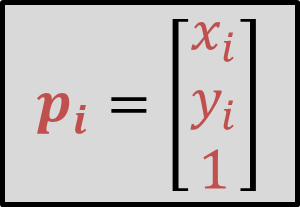 p_i = [x_i
y_i
1]